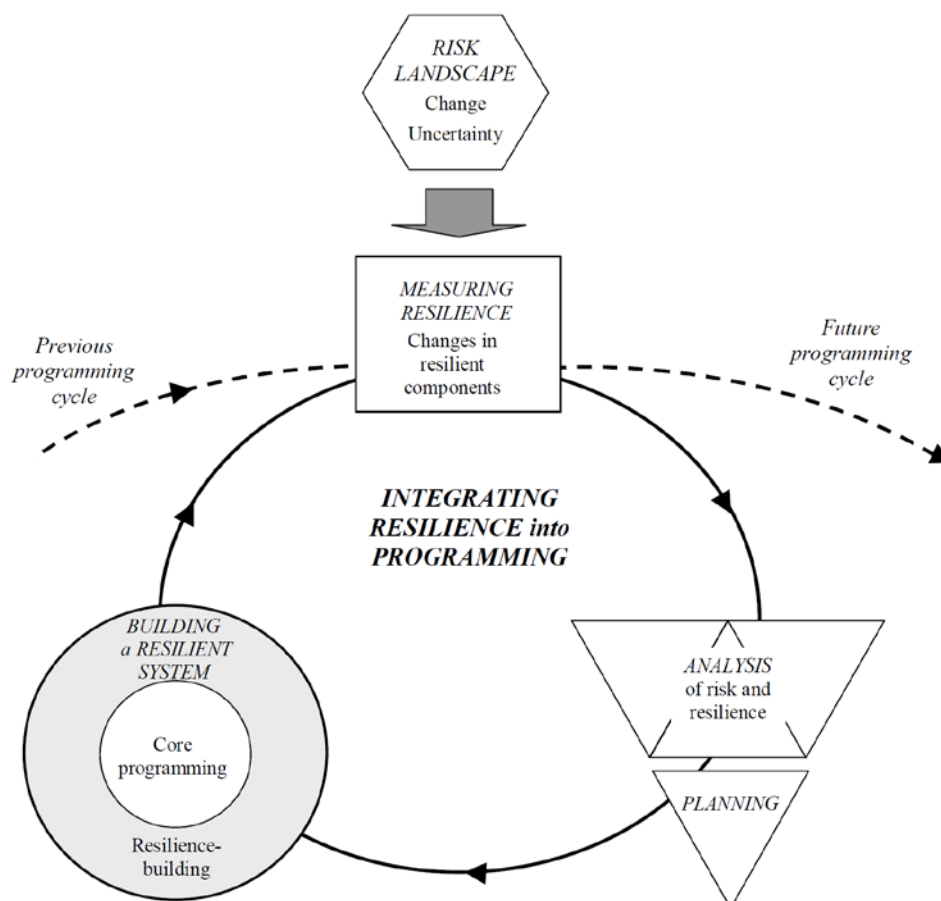 RISK
LANDSCAPE
Change
Uncertainty
MEASURING
RESILIENCE
Changes in
resilient
components
Previous
programming
cycle
Future
programming
cycle
INTEGRATING
RESILIENCE into
PROGRAMMING
BUILDING
a RESILIENT
SYSTEM
Core
programming
Resilience-
building
ANALYSIS
of risk and
resilience
PLANNING